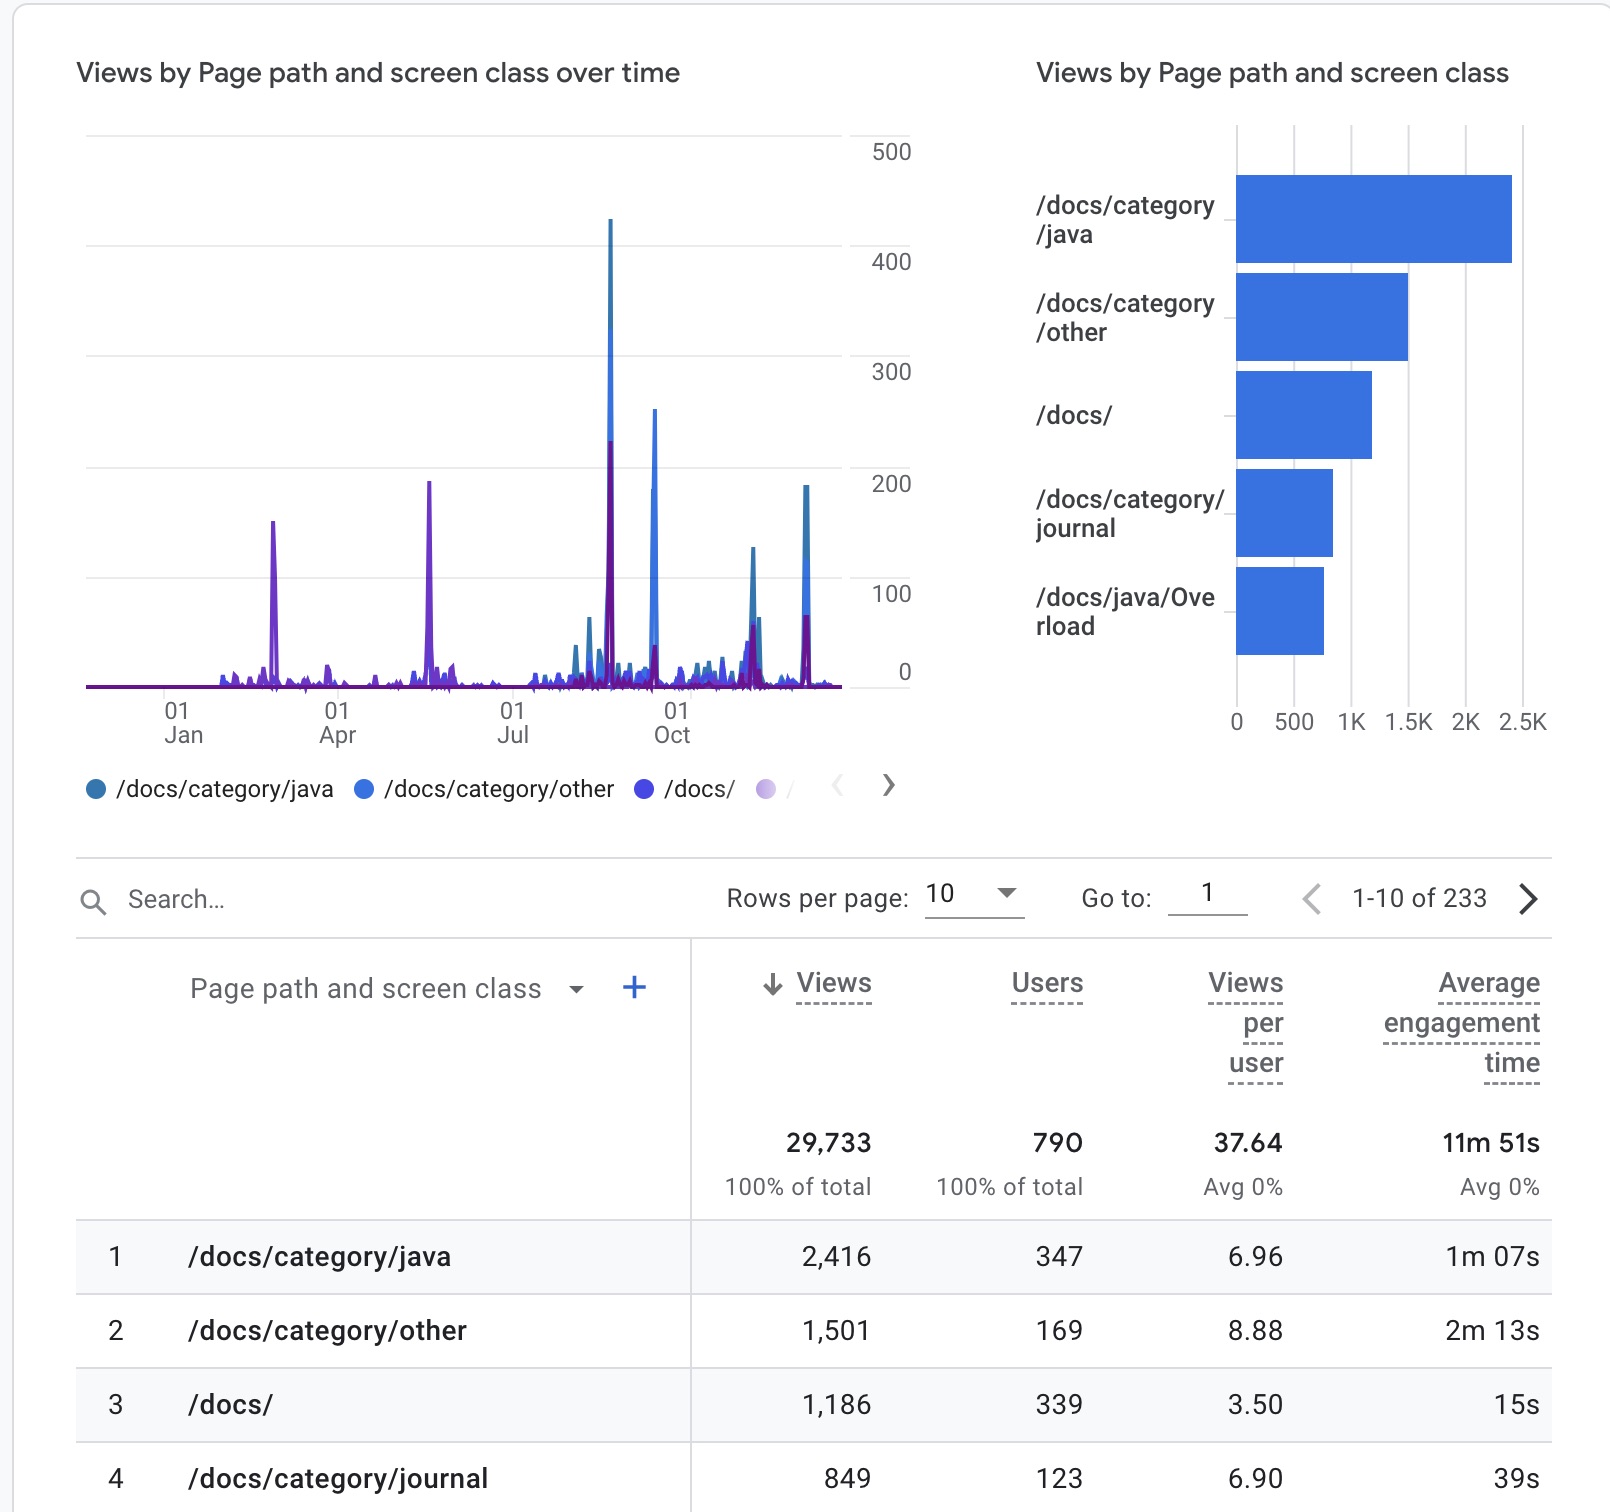 Views by Page path and screen class over time
500
400
300
200
100
0
01 Jan
01 Apr
01 Jul
01 Oct
/docs/category/java
/docs/category/other
/docs/
/
Views by Page path and screen class
/docs/category
/java
/docs/category
/other
/docs/
/docs/category/
journal
/docs/java/Ove
rload
0 500 1K 1.5K 2K 2.5K
Search...
Rows per page: 10
Go to: 1
1-10 of 233
Page path and screen class
Views
Users
Views
per
user
Average
engagement
time
29,733 790 37.64 11m 51s
100% of total 100% of total Avg 0% Avg 0%
1 /docs/category/java 2,416 347 6.96 1m 07s
2 /docs/category/other 1,501 169 8.88 2m 13s
3 /docs/ 1,186 339 3.50 15s
4 /docs/category/journal 849 123 6.90 39s